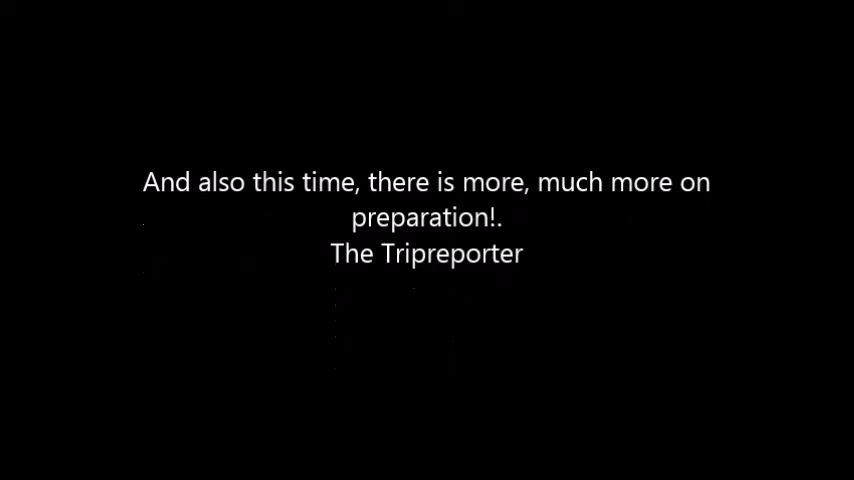 And also this time, there is more, much more on
preparation!.
The Tripreporter